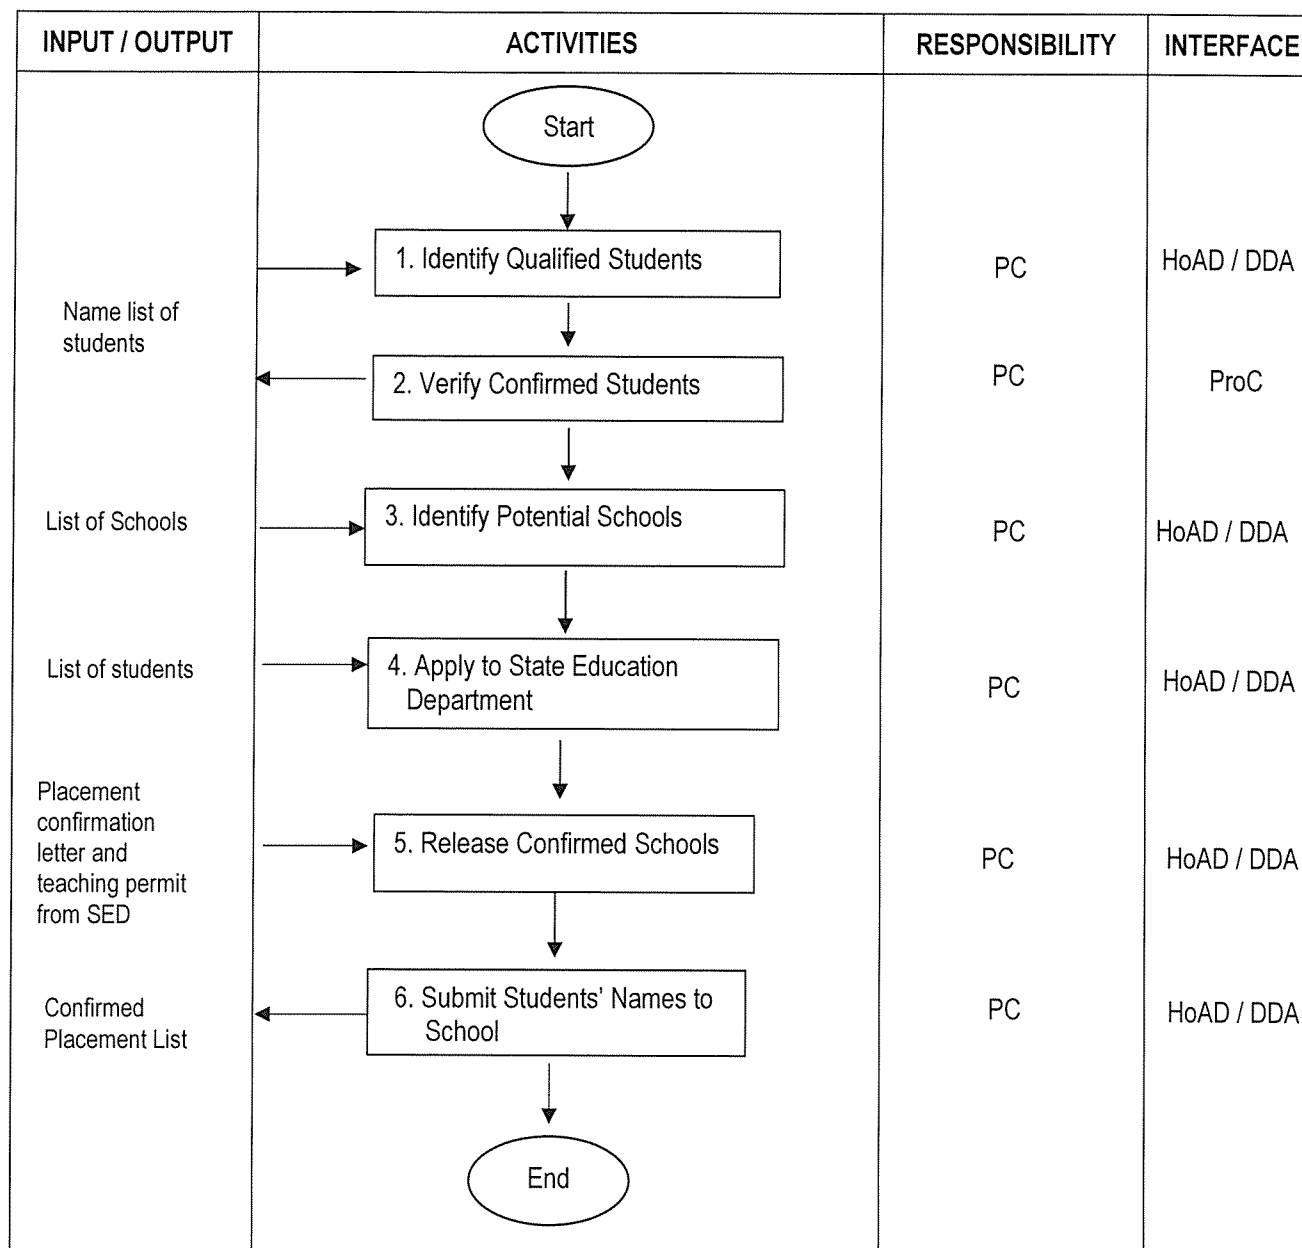 INPUT / OUTPUT
ACTIVITIES
RESPONSIBILITY
INTERFACE
Start
1. Identify Qualified Students
PC
HoAD / DDA
Name list of
students
2. Verify Confirmed Students
PC
ProC
List of Schools
3. Identify Potential Schools
PC
HoAD / DDA
List of students
4. Apply to State Education
Department
PC
HoAD / DDA
Placement
confirmation
letter and
teaching permit
from SED
5. Release Confirmed Schools
PC
HoAD / DDA
Confirmed
Placement List
6. Submit Students' Names to
School
PC
HoAD / DDA
End